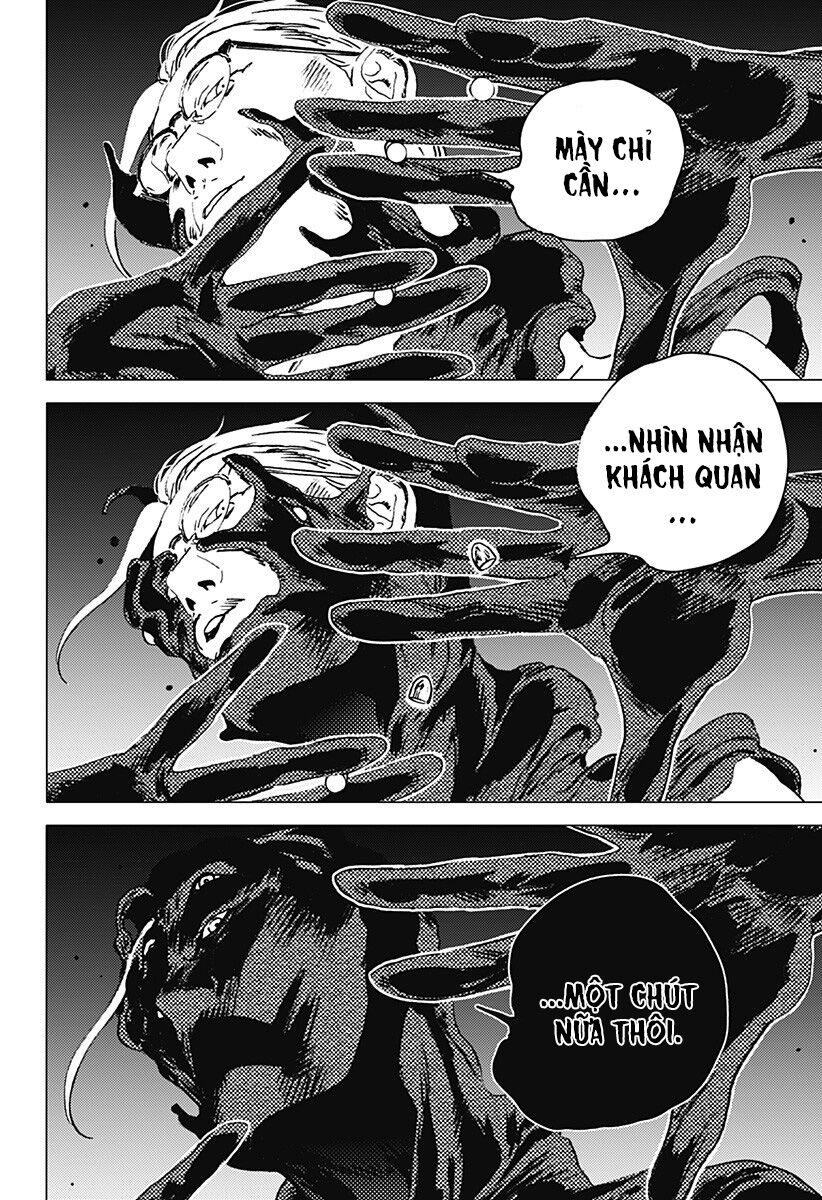 MÀY CHỈ
CẦN...
...NHÌN NHẬN
KHÁCH QUAN
...
...MỘT CHÚT
NỮA THÔI.